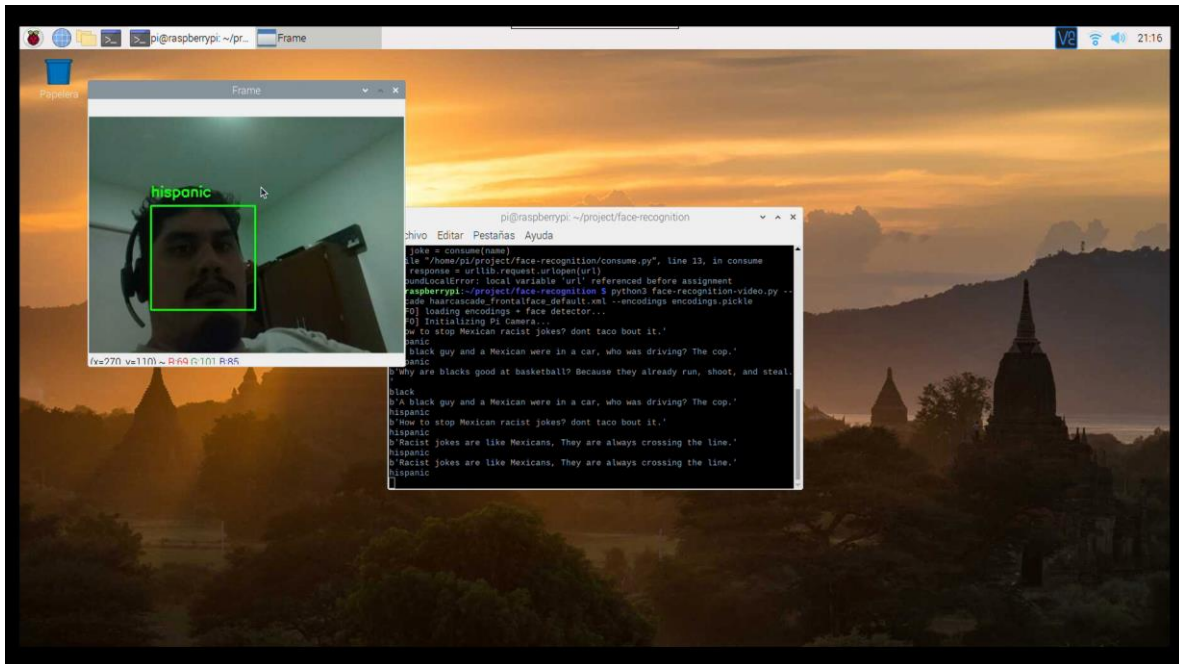 pi@raspberrypi: ~/pr...
Frame
V2
21:16
Papelera
Frame
hispanic
(x=270, y=110) ~ R:69 G:101 B:85
pi@raspberrypi: ~/project/face-recognition
chivo Editar Pestañas Ayuda
joke = consume(name)
ile "/home/pi/project/face-recognition/consume.py", line 13, in consume
response = urllib.request.urlopen(url)
oundLocalError: local variable 'url' referenced before assignment
raspberrypi:~/project/face-recognition $ python3 face-recognition-video.py --
cade haarcascade_frontalface_default.xml --encodings encodings.pickle
FO] loading encodings + face detector...
FO] Initializing Pi Camera...
ow to stop Mexican racist jokes? dont taco bout it.'
panic
black guy and a Mexican were in a car, who was driving? The cop.'
panic
b'Why are blacks good at basketball? Because they already run, shoot, and steal.
'
black
b'A black guy and a Mexican were in a car, who was driving? The cop.'
hispanic
b'How to stop Mexican racist jokes? dont taco bout it.'
hispanic
b'Racist jokes are like Mexicans, They are always crossing the line.'
hispanic
b'Racist jokes are like Mexicans, They are always crossing the line.'
hispanic